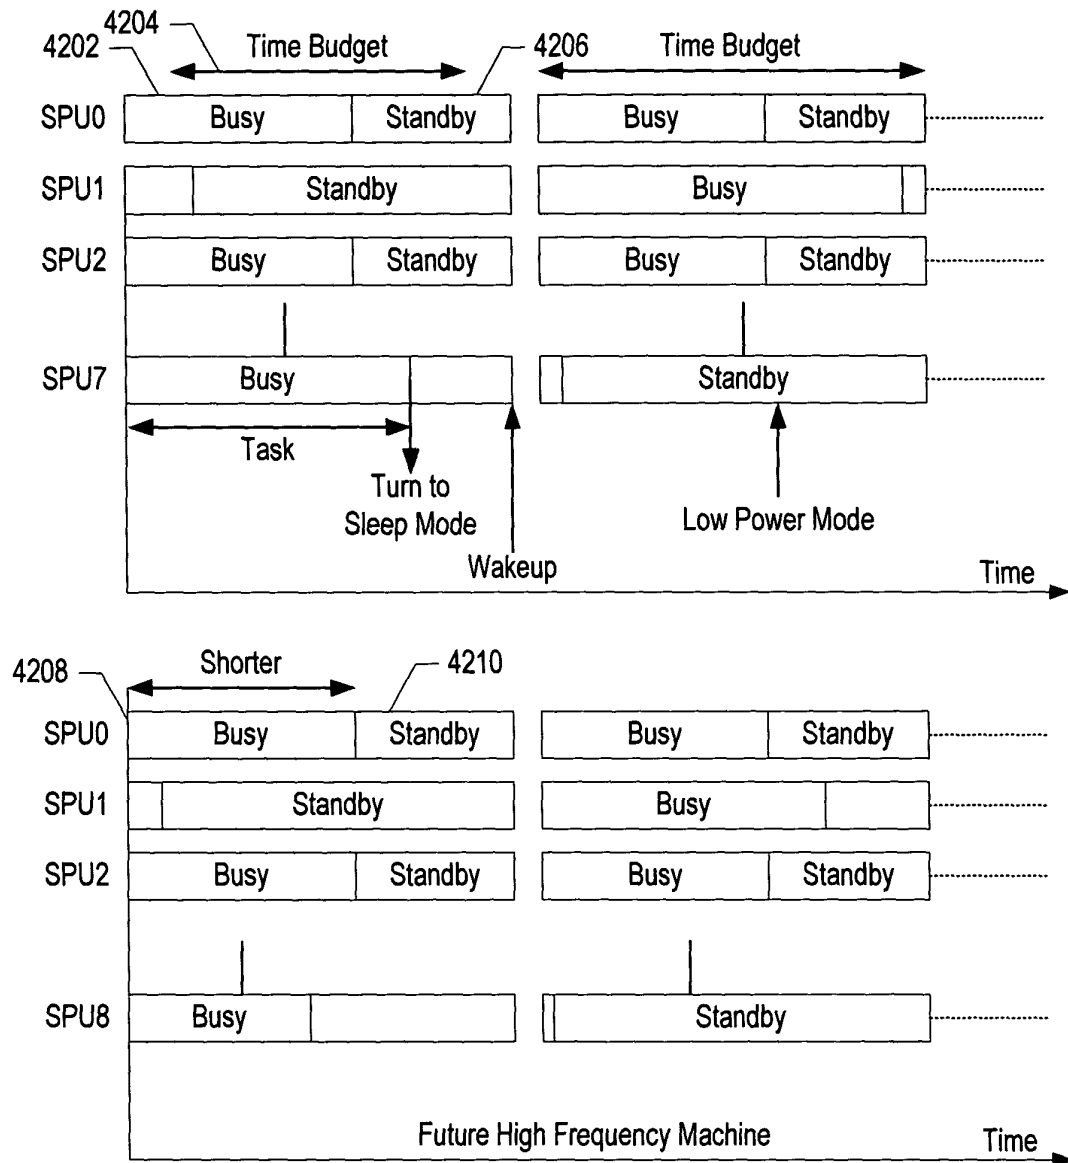 4204
4202
Time Budget
4206
Time Budget
SPU0
Busy
Standby
Busy
Standby
SPU1
Standby
Busy
SPU2
Busy
Standby
Busy
Standby
SPU7
Busy
Standby
Task
Turn to
Sleep Mode
Low Power Mode
Wakeup
Time
4208
Shorter
4210
SPU0
Busy
Standby
Busy
Standby
SPU1
Standby
Busy
SPU2
Busy
Standby
Busy
Standby
SPU8
Busy
Standby
Future High Frequency Machine
Time